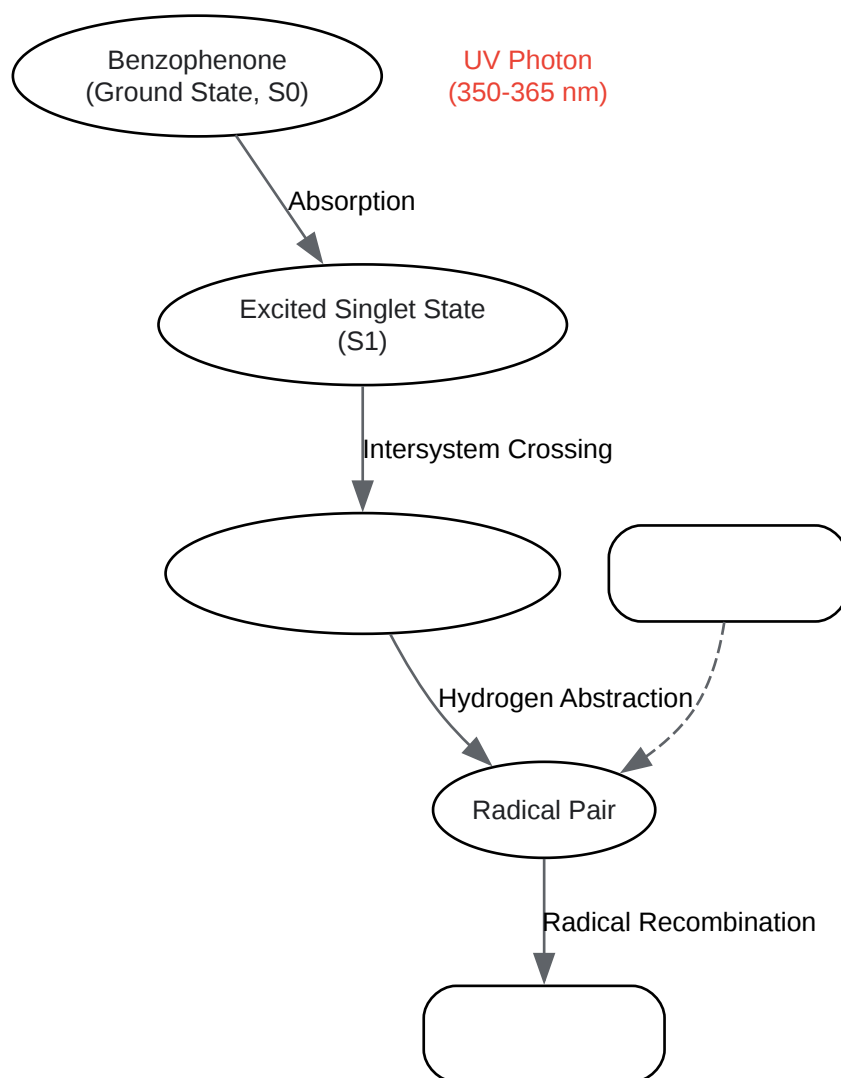 Benzophenone
(Ground State, S0)
UV Photon
(350-365 nm)
Absorption
Excited Singlet State
(S1)
Intersystem Crossing
Hydrogen Abstraction
Radical Pair
Radical Recombination